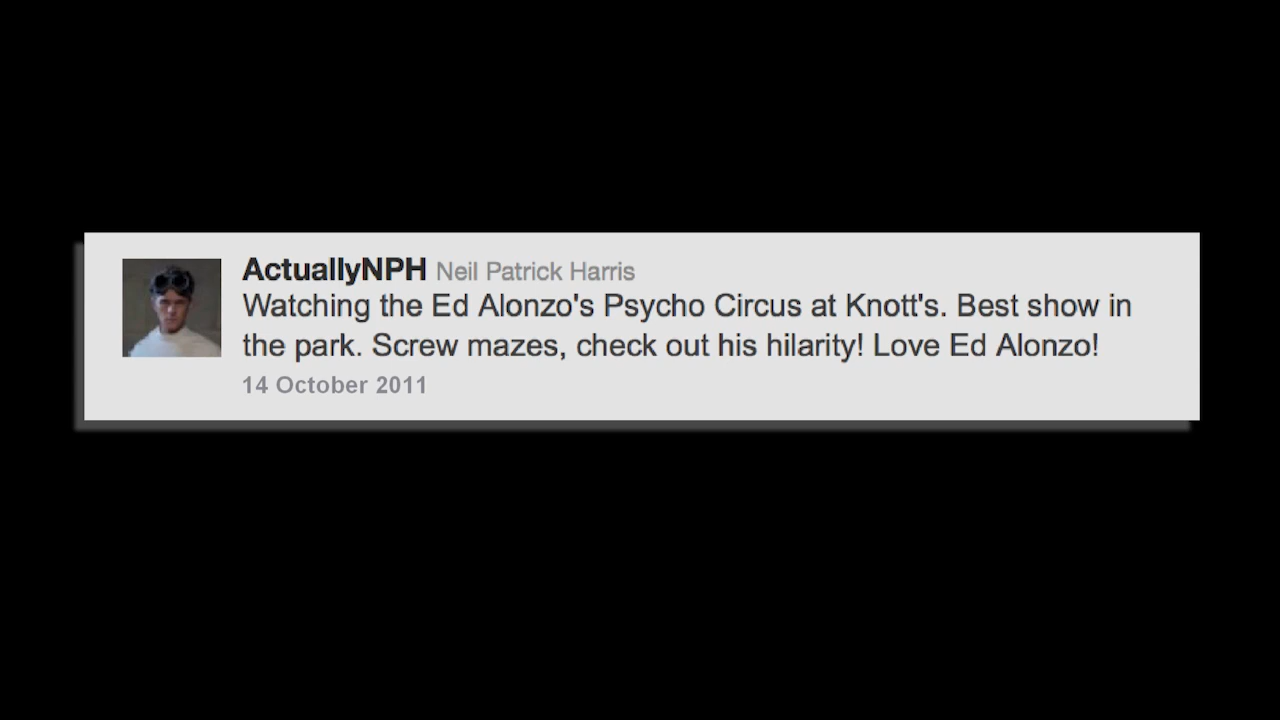 ActuallyNPH Neil Patrick Harris
Watching the Ed Alonzo's Psycho Circus at Knott's. Best show in
the park. Screw mazes, check out his hilarity! Love Ed Alonzo!
14 October 2011